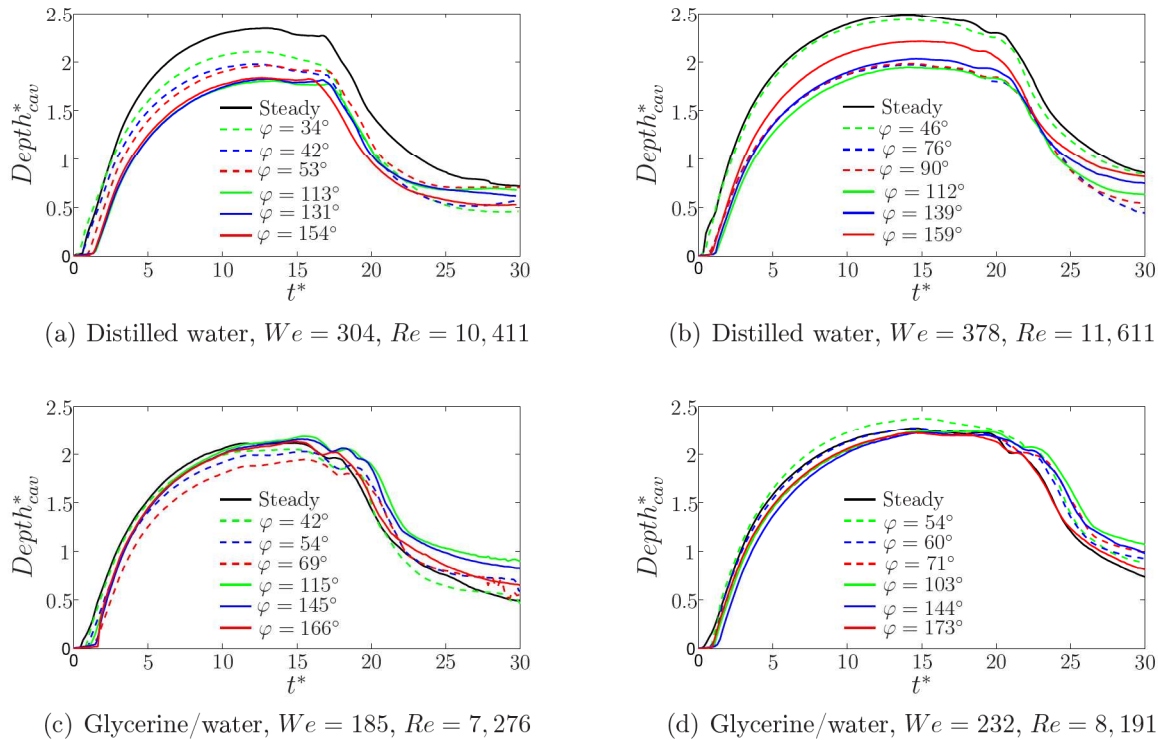 2.5
2
1.5
1
0.5
0
Depth*cav
0
5
10
15
20
25
30
t*
Steady
φ = 34°
φ = 42°
φ = 53°
φ = 113°
φ = 131°
φ = 154°
(a) Distilled water, We = 304, Re = 10,411
2.5
2
1.5
1
0.5
0
Depth*cav
0
5
10
15
20
25
30
t*
Steady
φ = 46°
φ = 76°
φ = 90°
φ = 112°
φ = 139°
φ = 159°
(b) Distilled water, We = 378, Re = 11,611
2.5
2
1.5
1
0.5
0
Depth*cav
0
5
10
15
20
25
30
t*
Steady
φ = 42°
φ = 54°
φ = 69°
φ = 115°
φ = 145°
φ = 166°
(c) Glycerine/water, We = 185, Re = 7,276
2.5
2
1.5
1
0.5
0
Depth*cav
0
5
10
15
20
25
30
t*
Steady
φ = 54°
φ = 60°
φ = 71°
φ = 103°
φ = 144°
φ = 173°
(d) Glycerine/water, We = 232, Re = 8,191